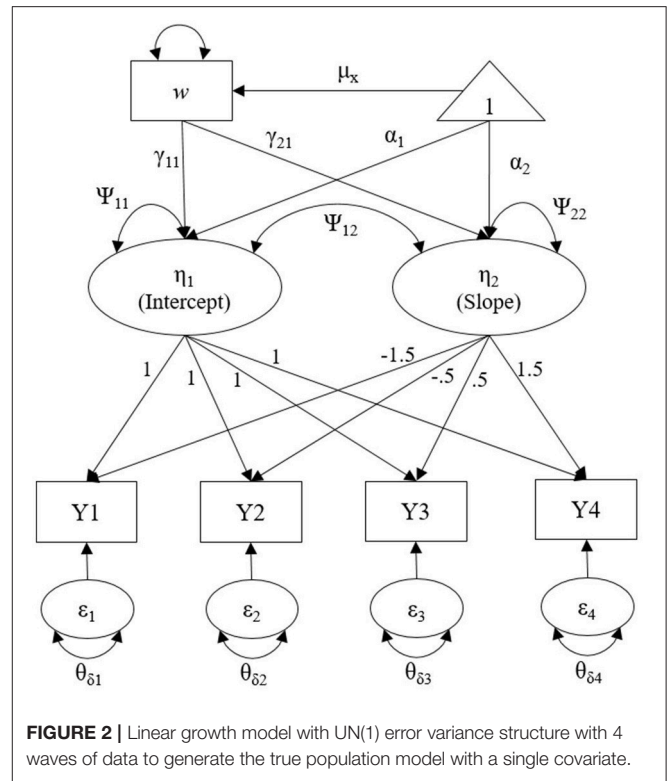 w
μₓ
1
γ₁₁
γ₂₁
α₁
α₂
Ψ₁₁
Ψ₁₂
Ψ₂₂
η₁
(Intercept)
η₂
(Slope)
1
1
1
1
-1.5
-.5
.5
1.5
Y1
Y2
Y3
Y4
ε₁
ε₂
ε₃
ε₄
θδ1
θδ2
θδ3
θδ4
FIGURE 2 | Linear growth model with UN(1) error variance structure with 4
waves of data to generate the true population model with a single covariate.